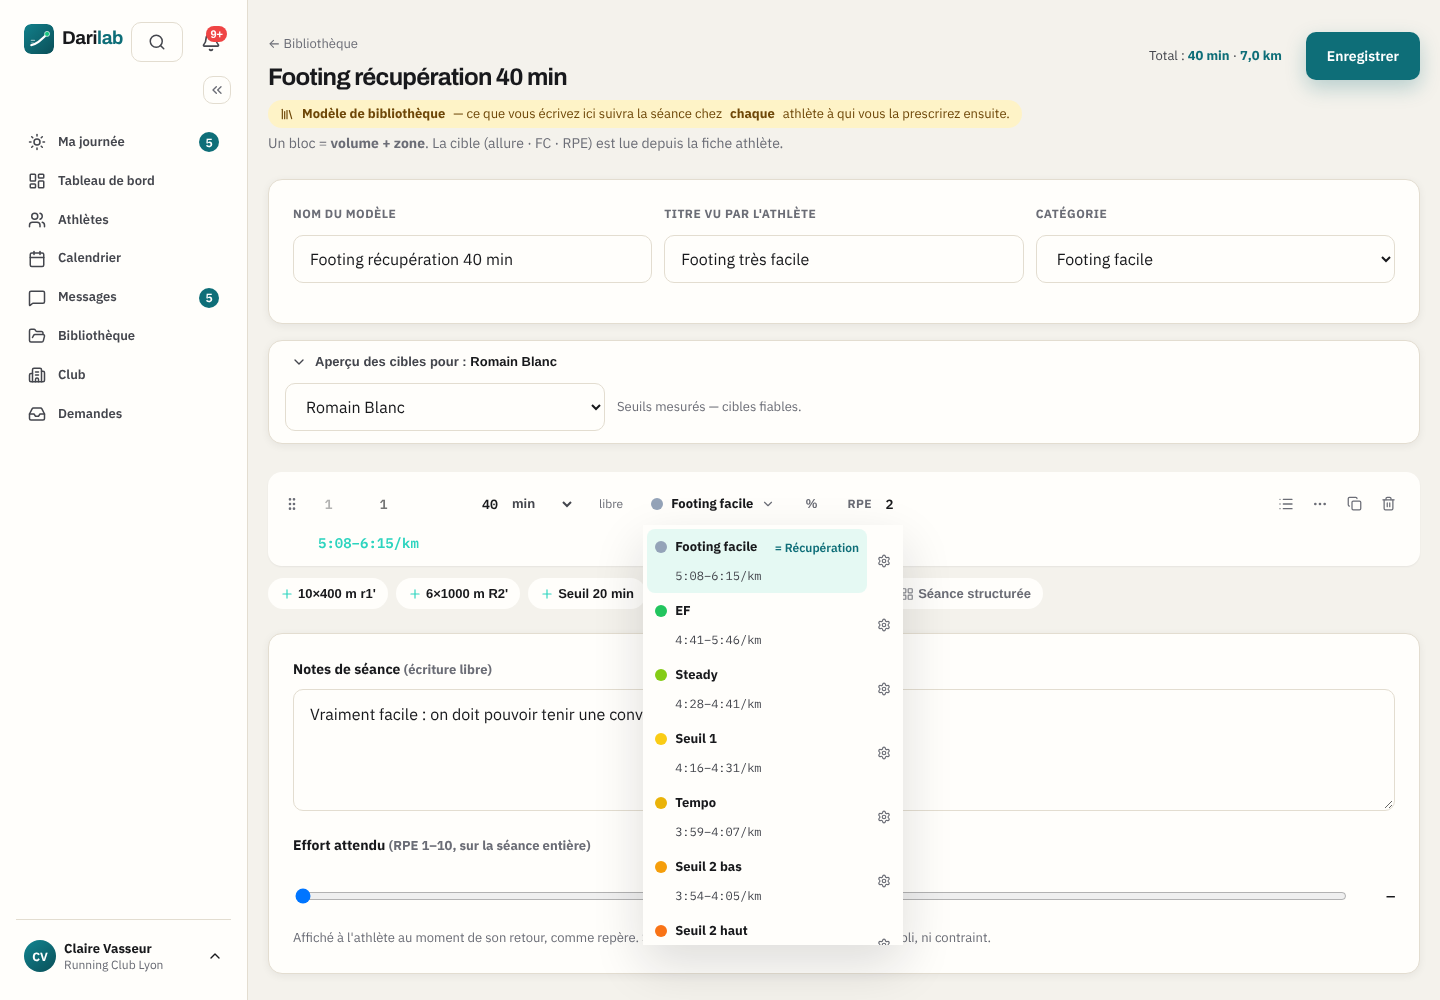 Darilab
9+
Ma journée
5
Tableau de bord
Athlètes
Calendrier
Messages
5
Bibliothèque
Club
Demandes
CV
Claire Vasseur
Running Club Lyon
← Bibliothèque
Footing récupération 40 min
Modèle de bibliothèque — ce que vous écrivez ici suivra la séance chez chaque athlète à qui vous la prescrirez ensuite.
Un bloc = volume + zone. La cible (allure · FC · RPE) est lue depuis la fiche athlète.
Total : 40 min · 7,0 km
Enregistrer
NOM DU MODÈLE
Footing récupération 40 min
TITRE VU PAR L'ATHLÈTE
Footing très facile
CATÉGORIE
Footing facile
Aperçu des cibles pour : Romain Blanc
Romain Blanc
Seuils mesurés — cibles fiables.
1 1 40 min libre Footing facile % RPE 2
5:08–6:15/km
+ 10×400 m r1'
+ 6×1000 m R2'
+ Seuil 20 min
Séance structurée
Footing facile = Récupération
5:08–6:15/km
EF
4:41–5:46/km
Steady
4:28–4:41/km
Seuil 1
4:16–4:31/km
Tempo
3:59–4:07/km
Seuil 2 bas
3:54–4:05/km
Seuil 2 haut
Notes de séance (écriture libre)
Vraiment facile : on doit pouvoir tenir une
Effort attendu (RPE 1–10, sur la séance entière)
–
Affiché à l'athlète au moment de son retour, comme repère.
ni contraint.